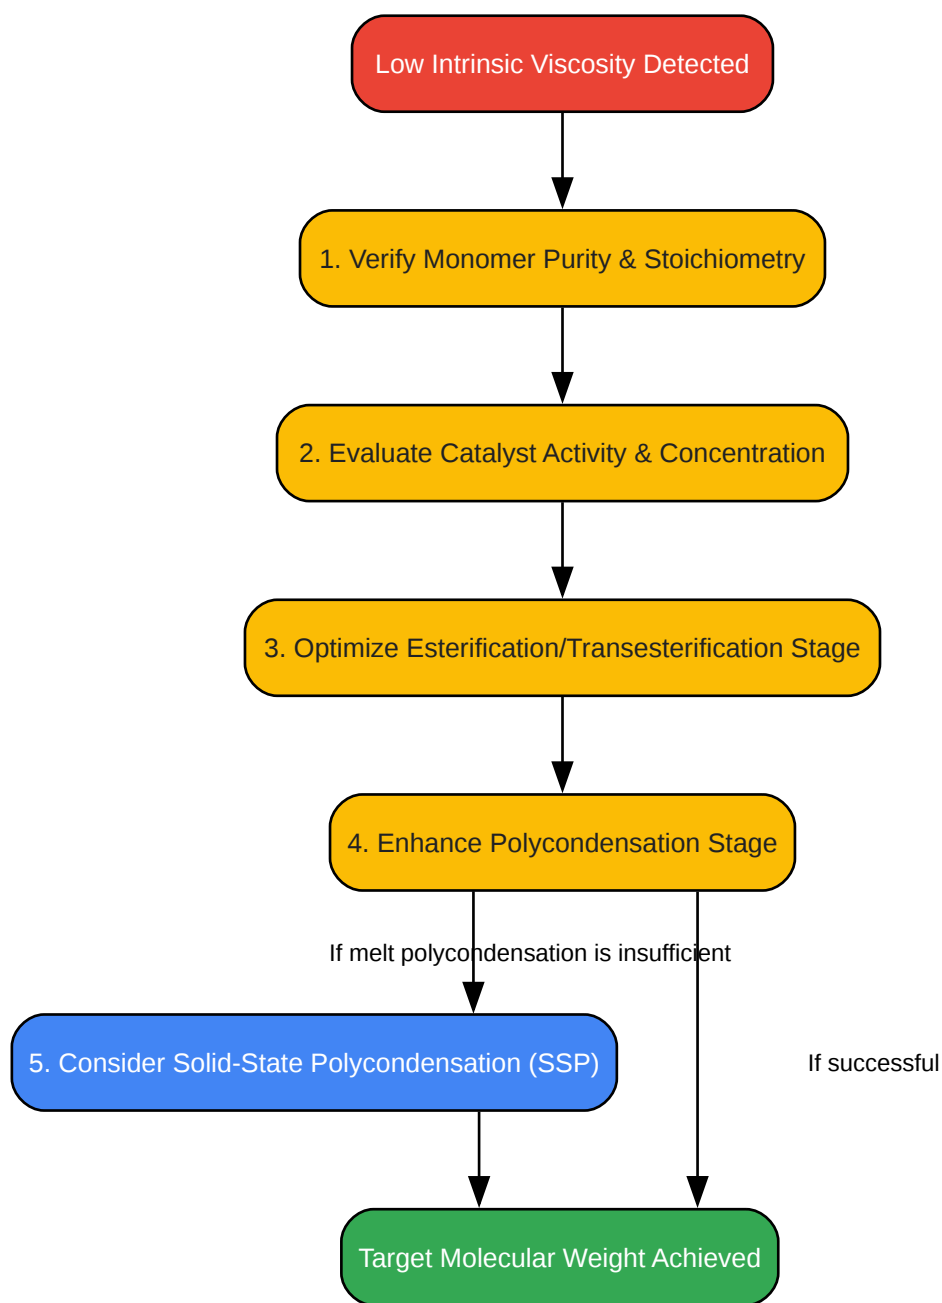 Low Intrinsic Viscosity Detected
1. Verify Monomer Purity & Stoichiometry
2. Evaluate Catalyst Activity & Concentration
3. Optimize Esterification/Transesterification Stage
4. Enhance Polycondensation Stage
If melt polycondensation is insufficient
5. Consider Solid-State Polycondensation (SSP)
If successful
Target Molecular Weight Achieved